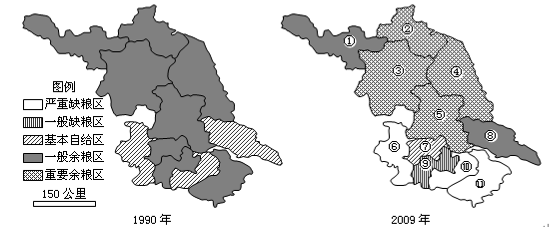 图例
严重缺粮区
一般缺粮区
基本自给区
一般余粮区
重要余粮区
150 公里
1990 年
①
②
③
④
⑤
⑥
⑦
⑧
⑨
⑩
⑪
2009 年